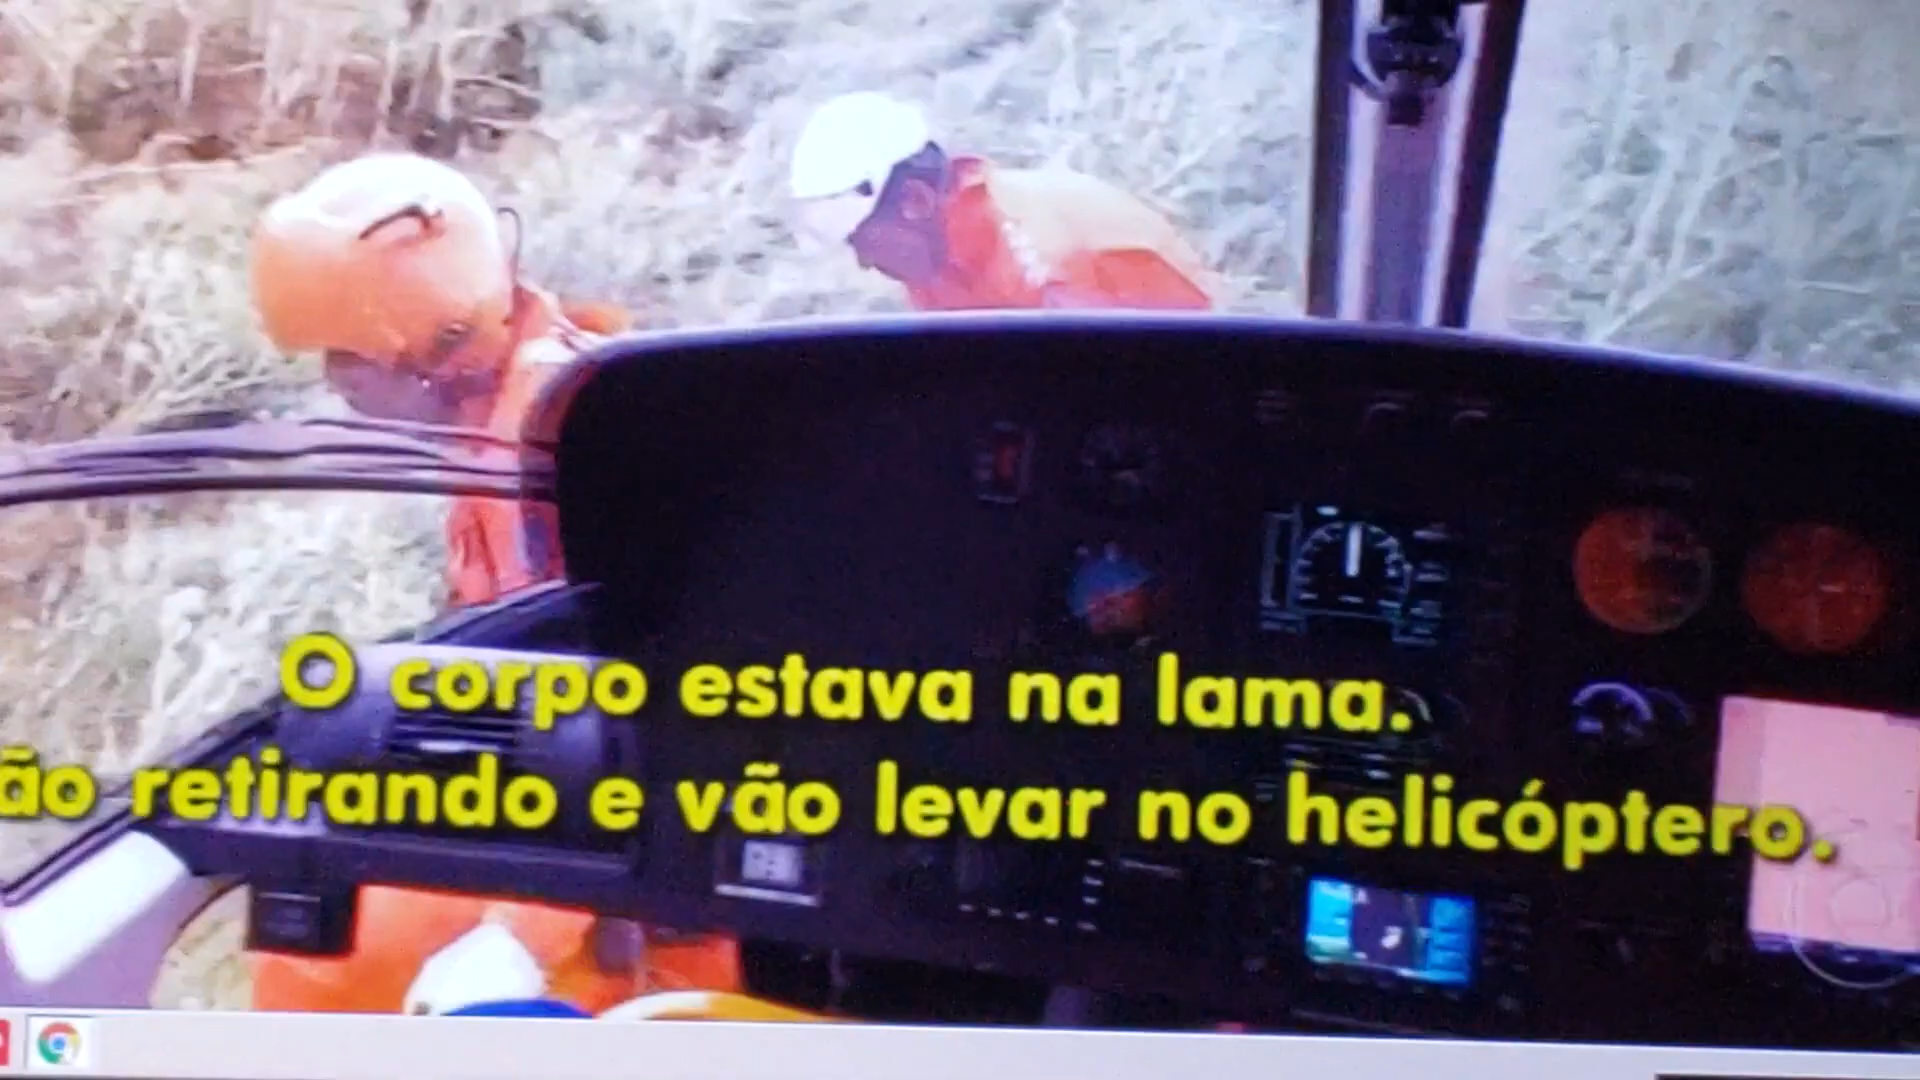 O corpo estava na lama.
ão retirando e vão levar no helicóptero.